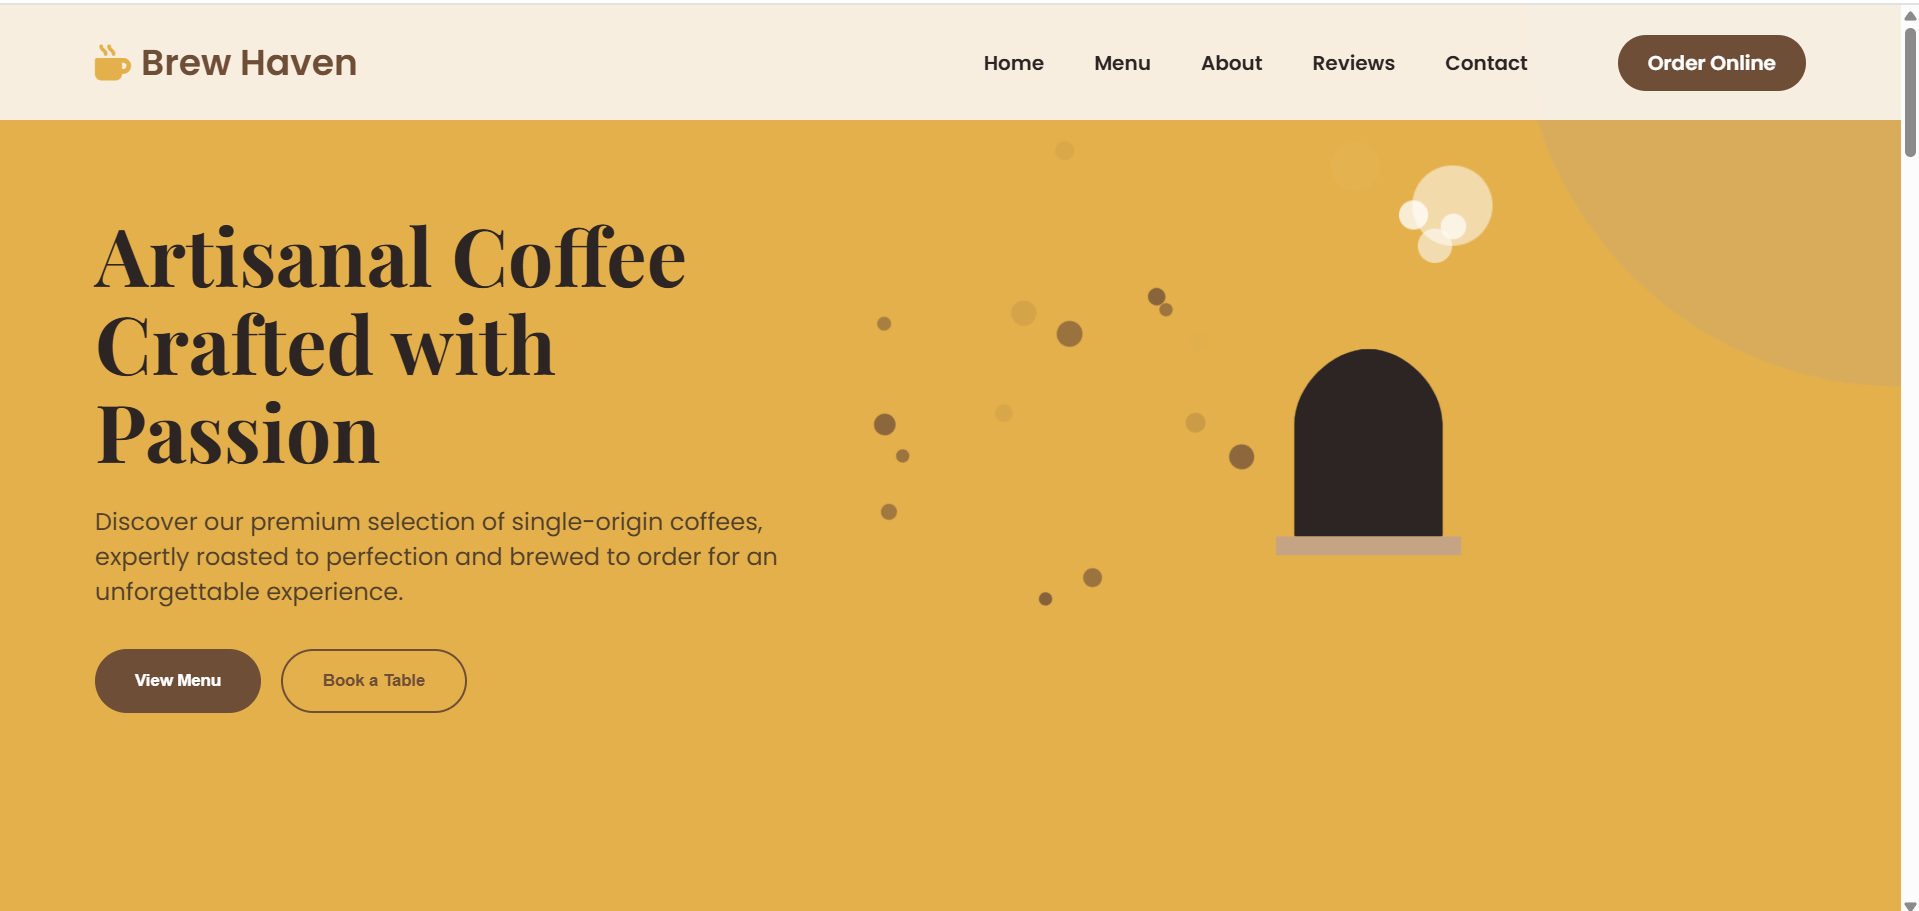 Brew Haven
Home
Menu
About
Reviews
Contact
Order Online
Artisanal Coffee
Crafted with
Passion
Discover our premium selection of single-origin coffees,
expertly roasted to perfection and brewed to order for an
unforgettable experience.
View Menu
Book a Table